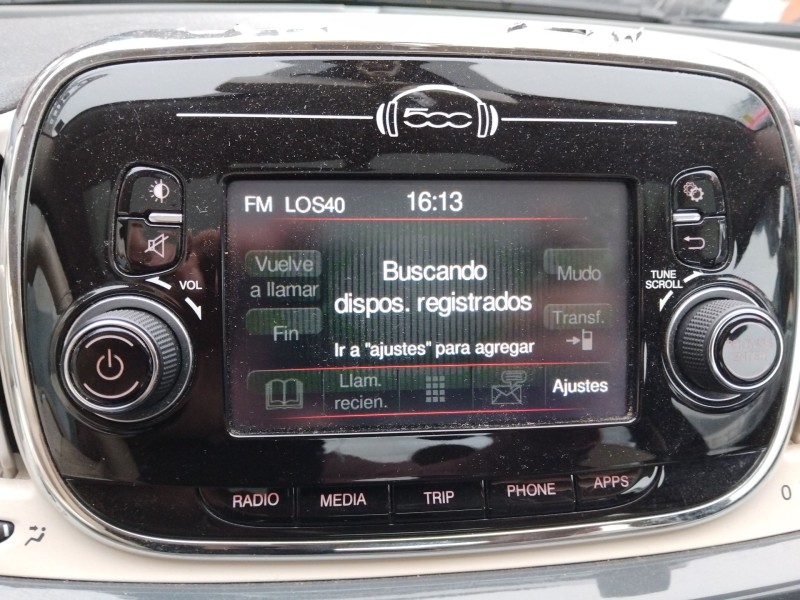 500
FM LOS40 16:13
VOL
TUNE
SCROLL
Vuelve
a llamar
Fin
Buscando
dispos. registrados
Ir a "ajustes" para agregar
Mudo
Transf.
Llam.
recien.
Ajustes
RADIO MEDIA TRIP PHONE APPS
0